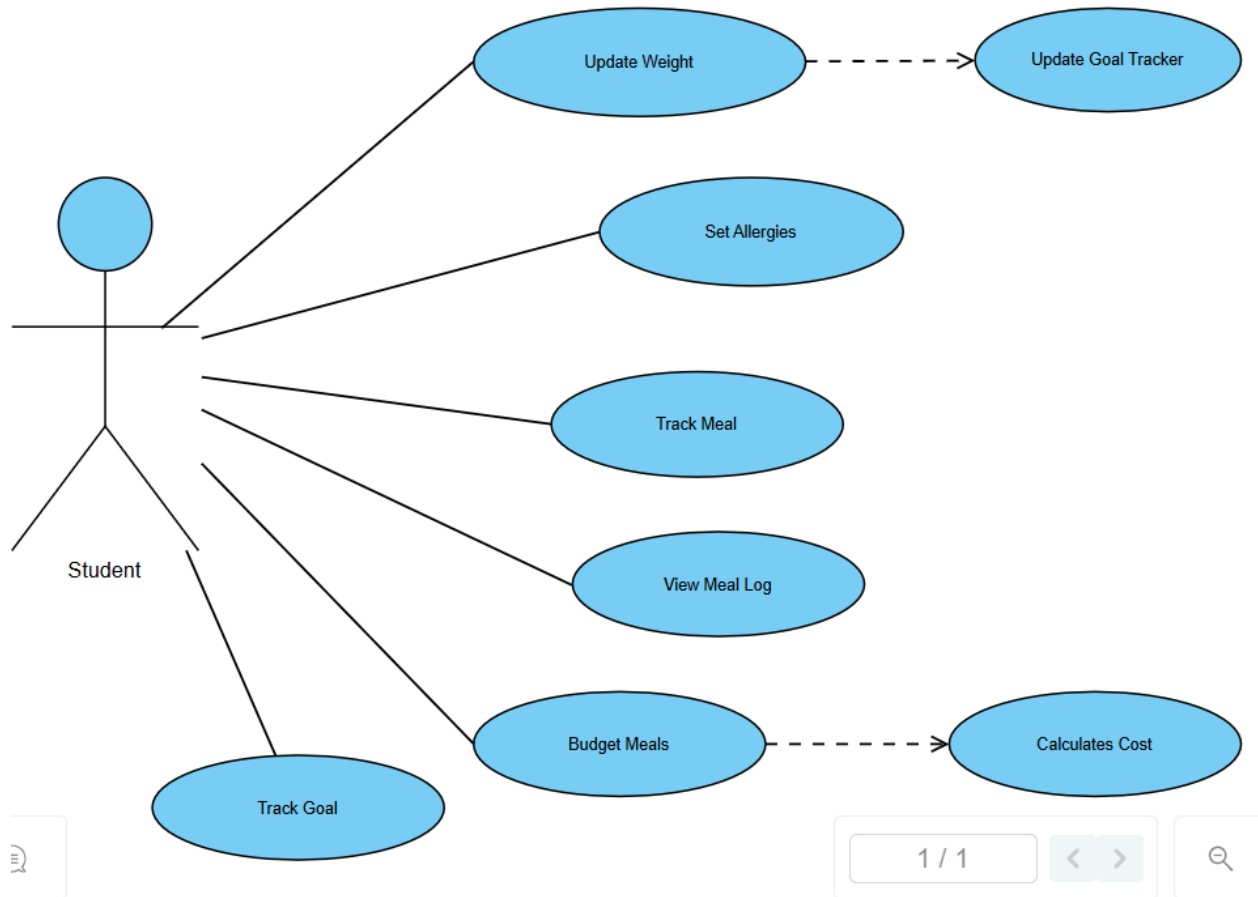 Update Weight
Update Goal Tracker
Set Allergies
Track Meal
Student
View Meal Log
Budget Meals
Calculates Cost
Track Goal
1 / 1